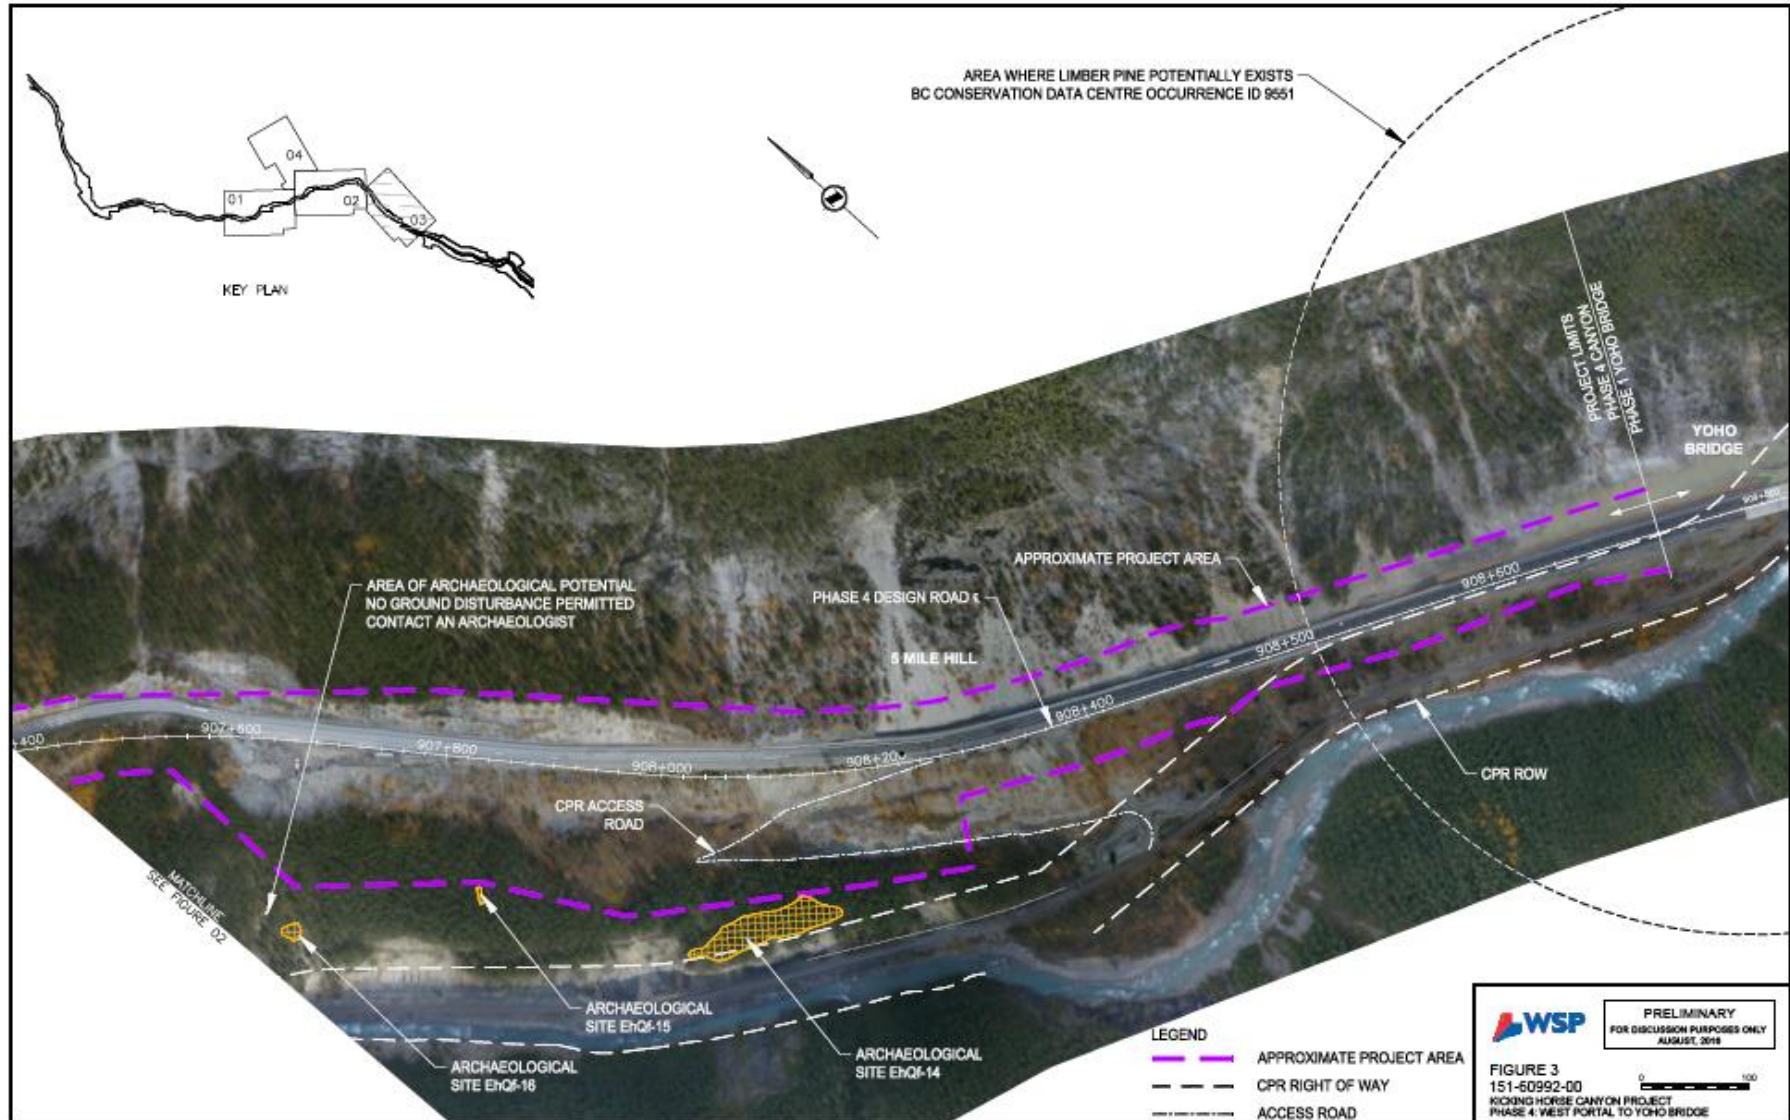 AREA WHERE LIMBER PINE POTENTIALLY EXISTS
BC CONSERVATION DATA CENTRE OCCURRENCE ID 9551
04
01
02
03
KEY PLAN
PROJECT LIMITS
PHASE 4 CANYON
PHASE 1 YOHO BRIDGE
YOHO
BRIDGE
AREA OF ARCHAEOLOGICAL POTENTIAL
NO GROUND DISTURBANCE PERMITTED
CONTACT AN ARCHAEOLOGIST
APPROXIMATE PROJECT AREA
PHASE 4 DESIGN ROAD
5 MILE HILL
+400
907+600
907+800
908+000
908+200
908+400
908+500
908+600
CPR ACCESS
ROAD
CPR ROW
MATCHLINE
SEE FIGURE 02
ARCHAEOLOGICAL
SITE EhQf-15
ARCHAEOLOGICAL
SITE EhQf-16
ARCHAEOLOGICAL
SITE EhQf-14
LEGEND
APPROXIMATE PROJECT AREA
CPR RIGHT OF WAY
ACCESS ROAD
WSP
PRELIMINARY
FOR DISCUSSION PURPOSES ONLY
AUGUST, 2016
FIGURE 3
151-60992-00
0 100
KICKING HORSE CANYON PROJECT
PHASE 4: WEST PORTAL TO YOHO BRIDGE